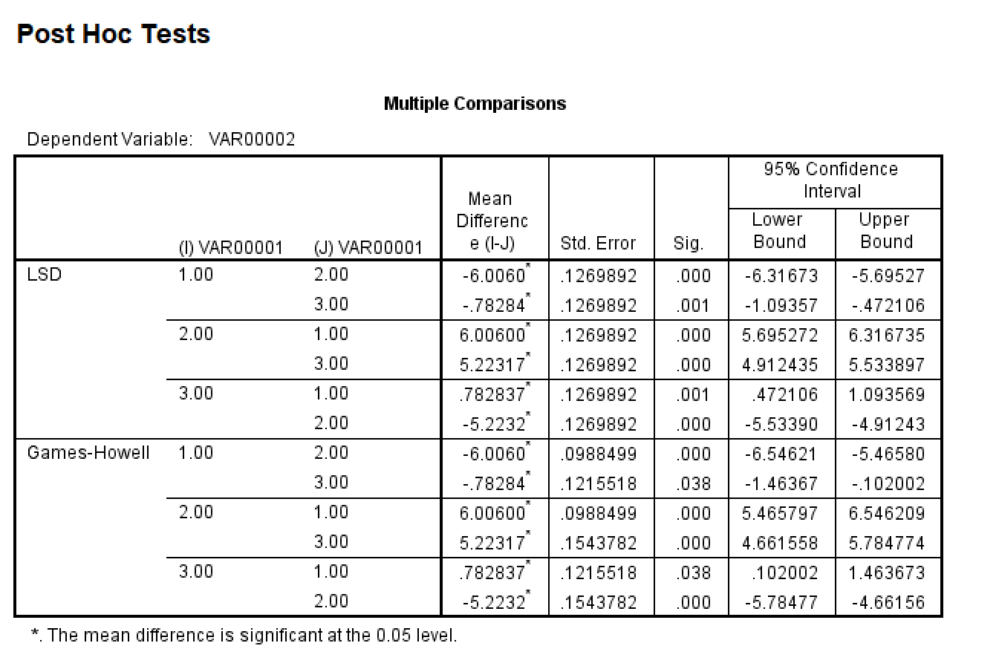 Post Hoc Tests
Multiple Comparisons
Dependent Variable: VAR00002
95% Confidence
Interval
Mean
Differenc
e (I-J)
Std. Error
Sig.
Lower
Bound
Upper
Bound
(I) VAR00001 (J) VAR00001
LSD 1.00 2.00 -6.0060* .1269892 .000 -6.31673 -5.69527
3.00 -.78284* .1269892 .001 -1.09357 -.472106
2.00 1.00 6.00600* .1269892 .000 5.695272 6.316735
3.00 5.22317* .1269892 .000 4.912435 5.533897
3.00 1.00 .782837* .1269892 .001 .472106 1.093569
2.00 -5.2232* .1269892 .000 -5.53390 -4.91243
Games-Howell 1.00 2.00 -6.0060* .0988499 .000 -6.54621 -5.46580
3.00 -.78284* .1215518 .038 -1.46367 -.102002
2.00 1.00 6.00600* .0988499 .000 5.465797 6.546209
3.00 5.22317* .1543782 .000 4.661558 5.784774
3.00 1.00 .782837* .1215518 .038 .102002 1.463673
2.00 -5.2232* .1543782 .000 -5.78477 -4.66156
*. The mean difference is significant at the 0.05 level.